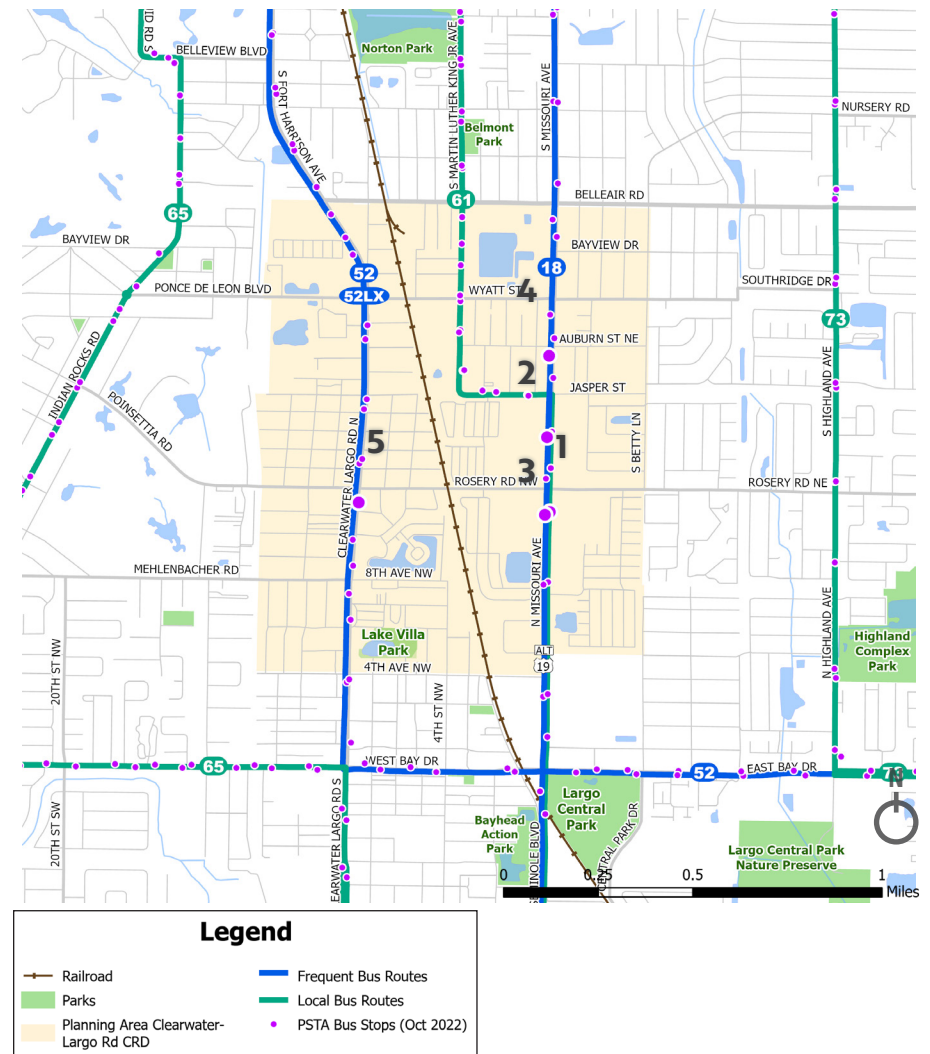 UID RD S
BELLEVIEW BLVD
Norton Park
S FORT HARRISON AVE
S MARTIN LUTHER KING JR AVE
S MISSOURI AVE
NURSERY RD
Belmont
Park
BELLEAIR RD
61
65
BAYVIEW DR
BAYVIEW DR
52
18
52LX
PONCE DE LEON BLVD
WYATT ST
4
SOUTHRIDGE DR
73
INDIAN ROCKS RD
AUBURN ST NE
2
JASPER ST
POINSETTIA RD
S HIGHLAND AVE
S BETTY LN
5
1
3
CLEARWATER LARGO RD N
ROSERY RD NW
ROSERY RD NE
MEHLENBACHER RD
8TH AVE NW
N MISSOURI AVE
N HIGHLAND AVE
Lake Villa
Park
Highland
Complex
Park
ALT
19
4TH AVE NW
20TH ST NW
4TH ST NW
65
WEST BAY DR
52
EAST BAY DR
N
20TH ST SW
EARWATER LARGO RD S
Largo
Central
Park
Bayhead
Action
Park
CENTRAL PARK DR
Largo Central Park
Nature Preserve
0 0.25 0.5 1
Miles
Legend
Railroad
Parks
Planning Area Clearwater-
Largo Rd CRD
Frequent Bus Routes
Local Bus Routes
PSTA Bus Stops (Oct 2022)